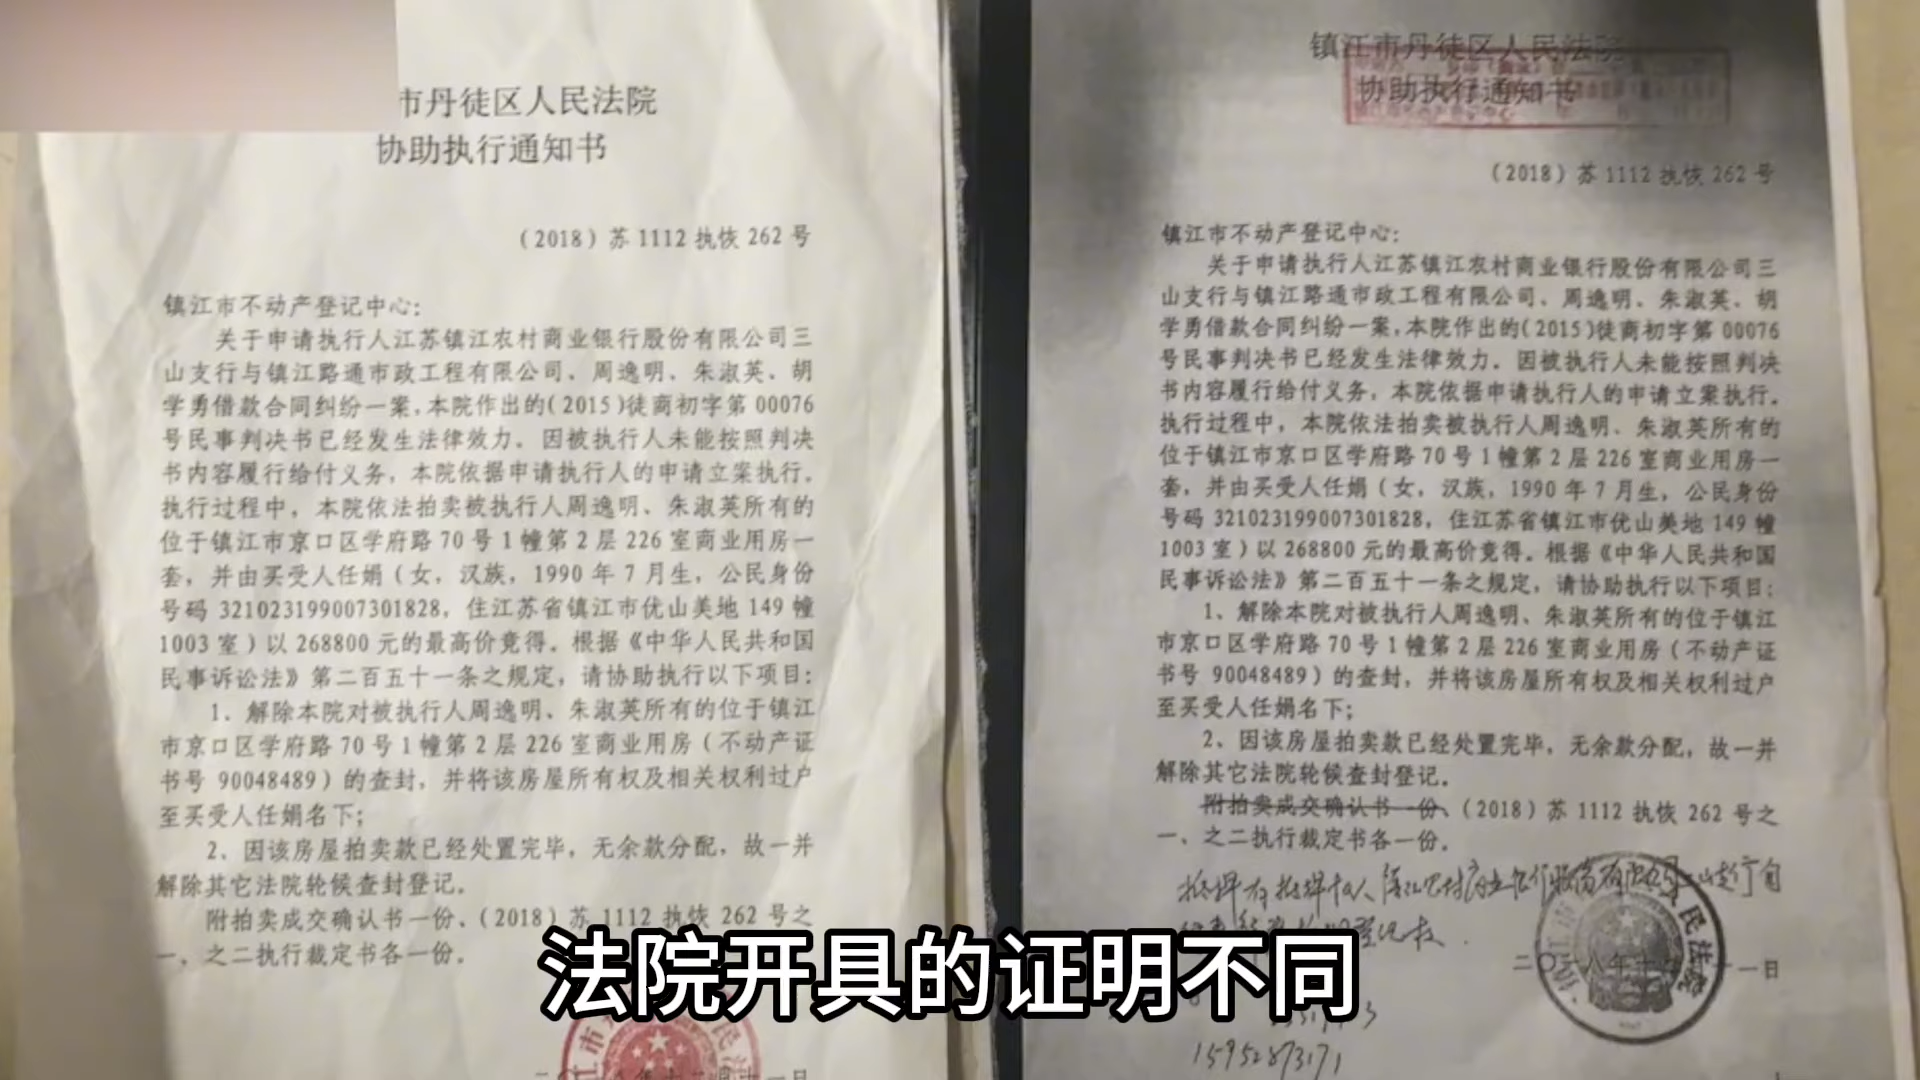 市丹徒区人民法院
协助执行通知书
（2018）苏1112执恢262号
镇江市不动产登记中心：
关于申请执行人江苏镇江农村商业银行股份有限公司三
山支行与镇江路通市政工程有限公司、周逸明、朱淑英、胡
学勇借款合同纠纷一案，本院作出的（2015）徒商初字第00076
号民事判决书已经发生法律效力。因被执行人未能按照判决
书内容履行给付义务，本院依据申请执行人的申请立案执行。
执行过程中，本院依法拍卖被执行人周逸明、朱淑英所有的
位于镇江市京口区学府路70号1幢第2层226室商业用房一
套，并由买受人任娟（女，汉族，1990年7月生，公民身份
号码321023199007301828，住江苏省镇江市优山美地149幢
1003室）以268800元的最高价竞得。根据《中华人民共和国
民事诉讼法》第二百五十一条之规定，请协助执行以下项目：
1、解除本院对被执行人周逸明、朱淑英所有的位于镇江
市京口区学府路70号1幢第2层226室商业用房（不动产证
书号90048489）的查封，并将该房屋所有权及相关权利过户
至买受人任娟名下；
2、因该房屋拍卖款已经处置完毕，无余款分配，故一并
解除其它法院轮候查封登记。
附拍卖成交确认书一份、（2018）苏1112执恢262号之
一、之二执行裁定书各一份。
镇江市丹徒区人民法院
协助执行通知书
（2018）苏1112执恢262号
镇江市不动产登记中心：
关于申请执行人江苏镇江农村商业银行股份有限公司三
山支行与镇江路通市政工程有限公司、周逸明、朱淑英、胡
学勇借款合同纠纷一案，本院作出的（2015）徒商初字第00076
号民事判决书已经发生法律效力。因被执行人未能按照判决
书内容履行给付义务，本院依据申请执行人的申请立案执行。
执行过程中，本院依法拍卖被执行人周逸明、朱淑英所有的
位于镇江市京口区学府路70号1幢第2层226室商业用房一
套，并由买受人任娟（女，汉族，1990年7月生，公民身份
号码321023199007301828，住江苏省镇江市优山美地149幢
1003室）以268800元的最高价竞得。根据《中华人民共和国
民事诉讼法》第二百五十一条之规定，请协助执行以下项目：
1、解除本院对被执行人周逸明、朱淑英所有的位于镇江
市京口区学府路70号1幢第2层226室商业用房（不动产证
书号90048489）的查封，并将该房屋所有权及相关权利过户
至买受人任娟名下；
2、因该房屋拍卖款已经处置完毕，无余款分配，故一并
解除其它法院轮候查封登记。
附拍卖成交确认书一份、（2018）苏1112执恢262号之
一、之二执行裁定书各一份。
15952873171
法院开具的证明不同